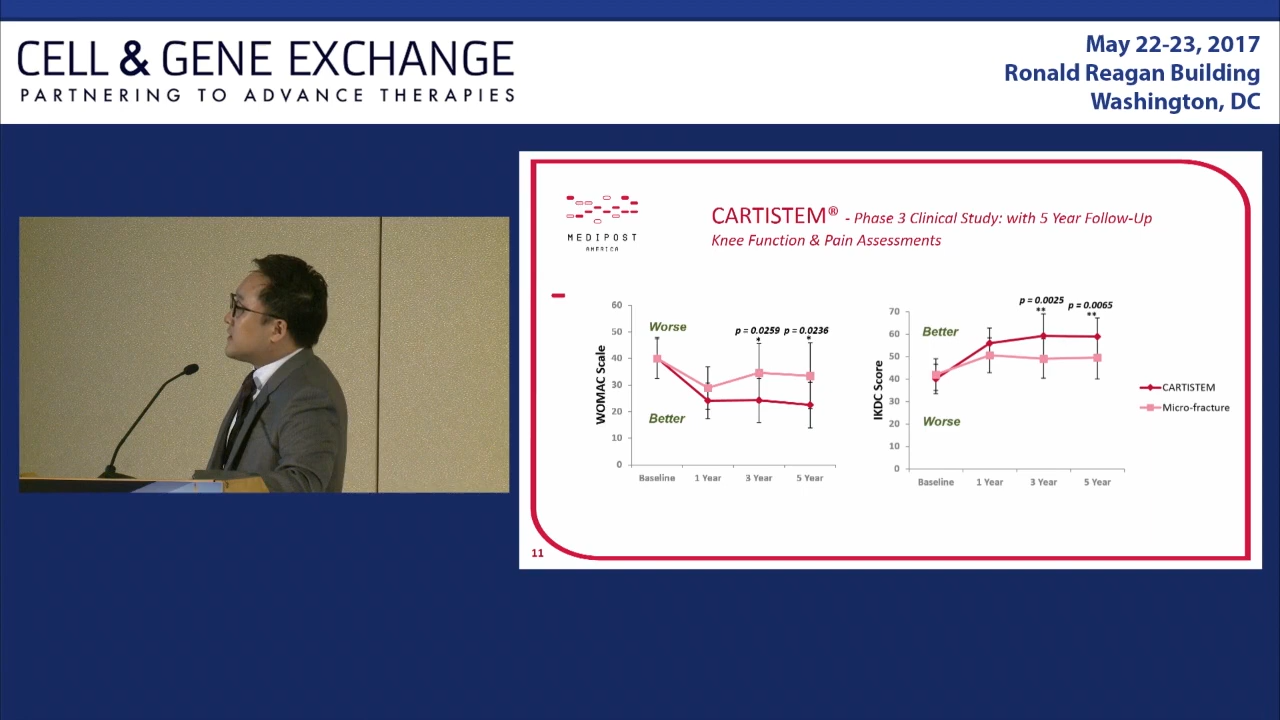 CELL & GENE EXCHANGE
PARTNERING TO ADVANCE THERAPIES
May 22-23, 2017
Ronald Reagan Building
Washington, DC
MEDIPOST
AMERICA
CARTISTEM® - Phase 3 Clinical Study: with 5 Year Follow-Up
Knee Function & Pain Assessments
WOMAC Scale
60
50
40
30
20
10
0
Worse
Better
p = 0.0259 p = 0.0236
* *
Baseline 1 Year 3 Year 5 Year
IKDC Score
70
60
50
40
30
20
10
0
Better
Worse
p = 0.0025 p = 0.0065
** **
Baseline 1 Year 3 Year 5 Year
CARTISTEM
Micro-fracture
11